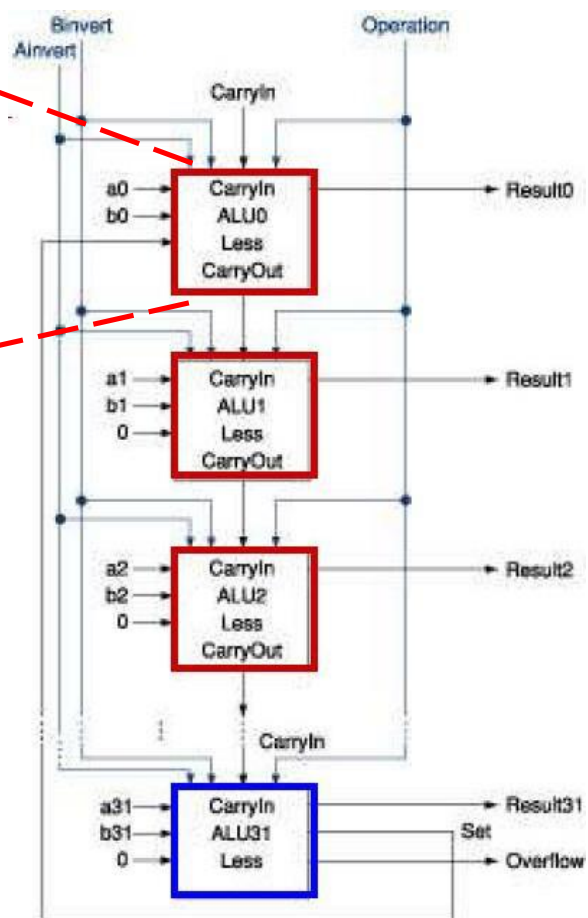 Binvert Operation
Ainvert
CarryIn
a0 CarryIn Result0
b0 ALU0
Less
CarryOut
a1 CarryIn Result1
b1 ALU1
0 Less
CarryOut
a2 CarryIn Result2
b2 ALU2
0 Less
CarryOut
CarryIn
a31 CarryIn Result31
b31 ALU31 Set
0 Less Overflow